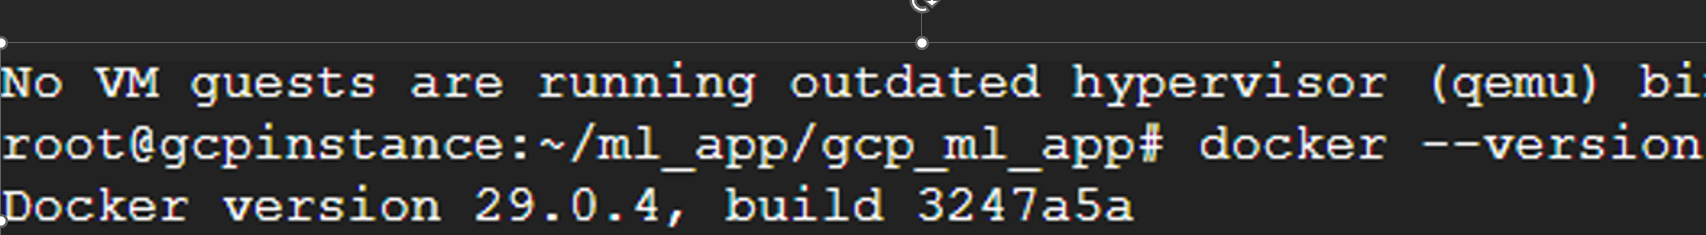 No VM guests are running outdated hypervisor (qemu)
root@gcpinstance:~/ml_app/gcp_ml_app# docker --version
Docker version 29.0.4, build 3247a5a